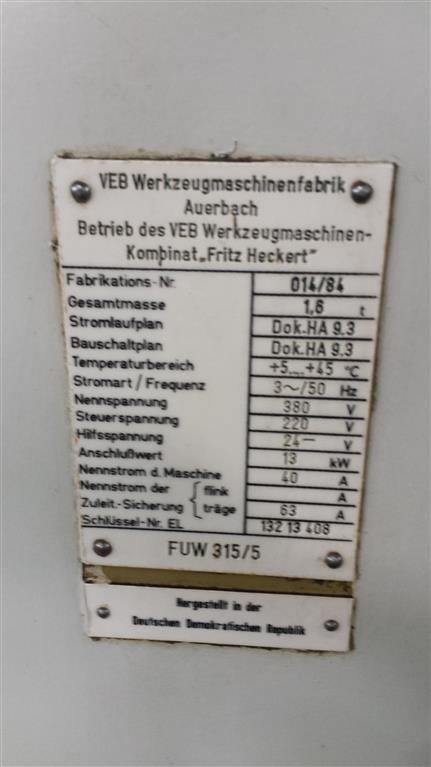 VEB Werkzeugmaschinenfabrik
Auerbach
Betrieb des VEB Werkzeugmaschinen-
Kombinat „Fritz Heckert"
Fabrikations-Nr. 014/84
Gesamtmasse 1,6 t
Stromlaufplan Dok.HA 9.3
Bauschaltplan Dok.HA 9.3
Temperaturbereich +5....+45 °C
Stromart / Frequenz 3~/50 Hz
Nennspannung 380 V
Steuerspannung 220 V
Hilfsspannung 24— V
Anschlußwert 13 kW
Nennstrom d. Maschine 40 A
Nennstrom der { flink A
Zuleit.-Sicherung { träge 63 A
Schlüssel-Nr. EL 132 13 408
FUW 315/5
Hergestellt in der
Deutschen Demokratischen Republik